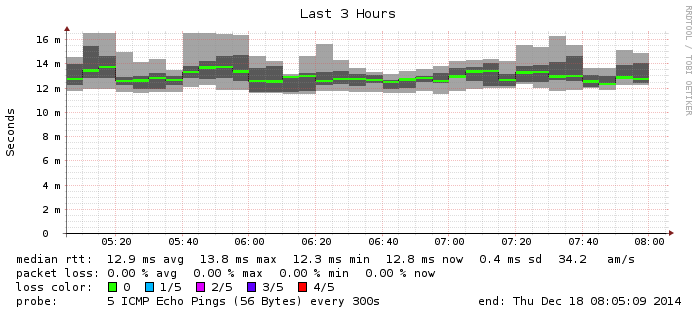 Last 3 Hours
RRDTOOL / TOBI OETIKER
Seconds
16 m
14 m
12 m
10 m
8 m
6 m
4 m
2 m
0
05:20 05:40 06:00 06:20 06:40 07:00 07:20 07:40 08:00
median rtt: 12.9 ms avg 13.8 ms max 12.3 ms min 12.8 ms now 0.4 ms sd 34.2 am/s
packet loss: 0.00 % avg 0.00 % max 0.00 % min 0.00 % now
loss color: 0 1/5 2/5 3/5 4/5
probe: 5 ICMP Echo Pings (56 Bytes) every 300s end: Thu Dec 18 08:05:09 2014